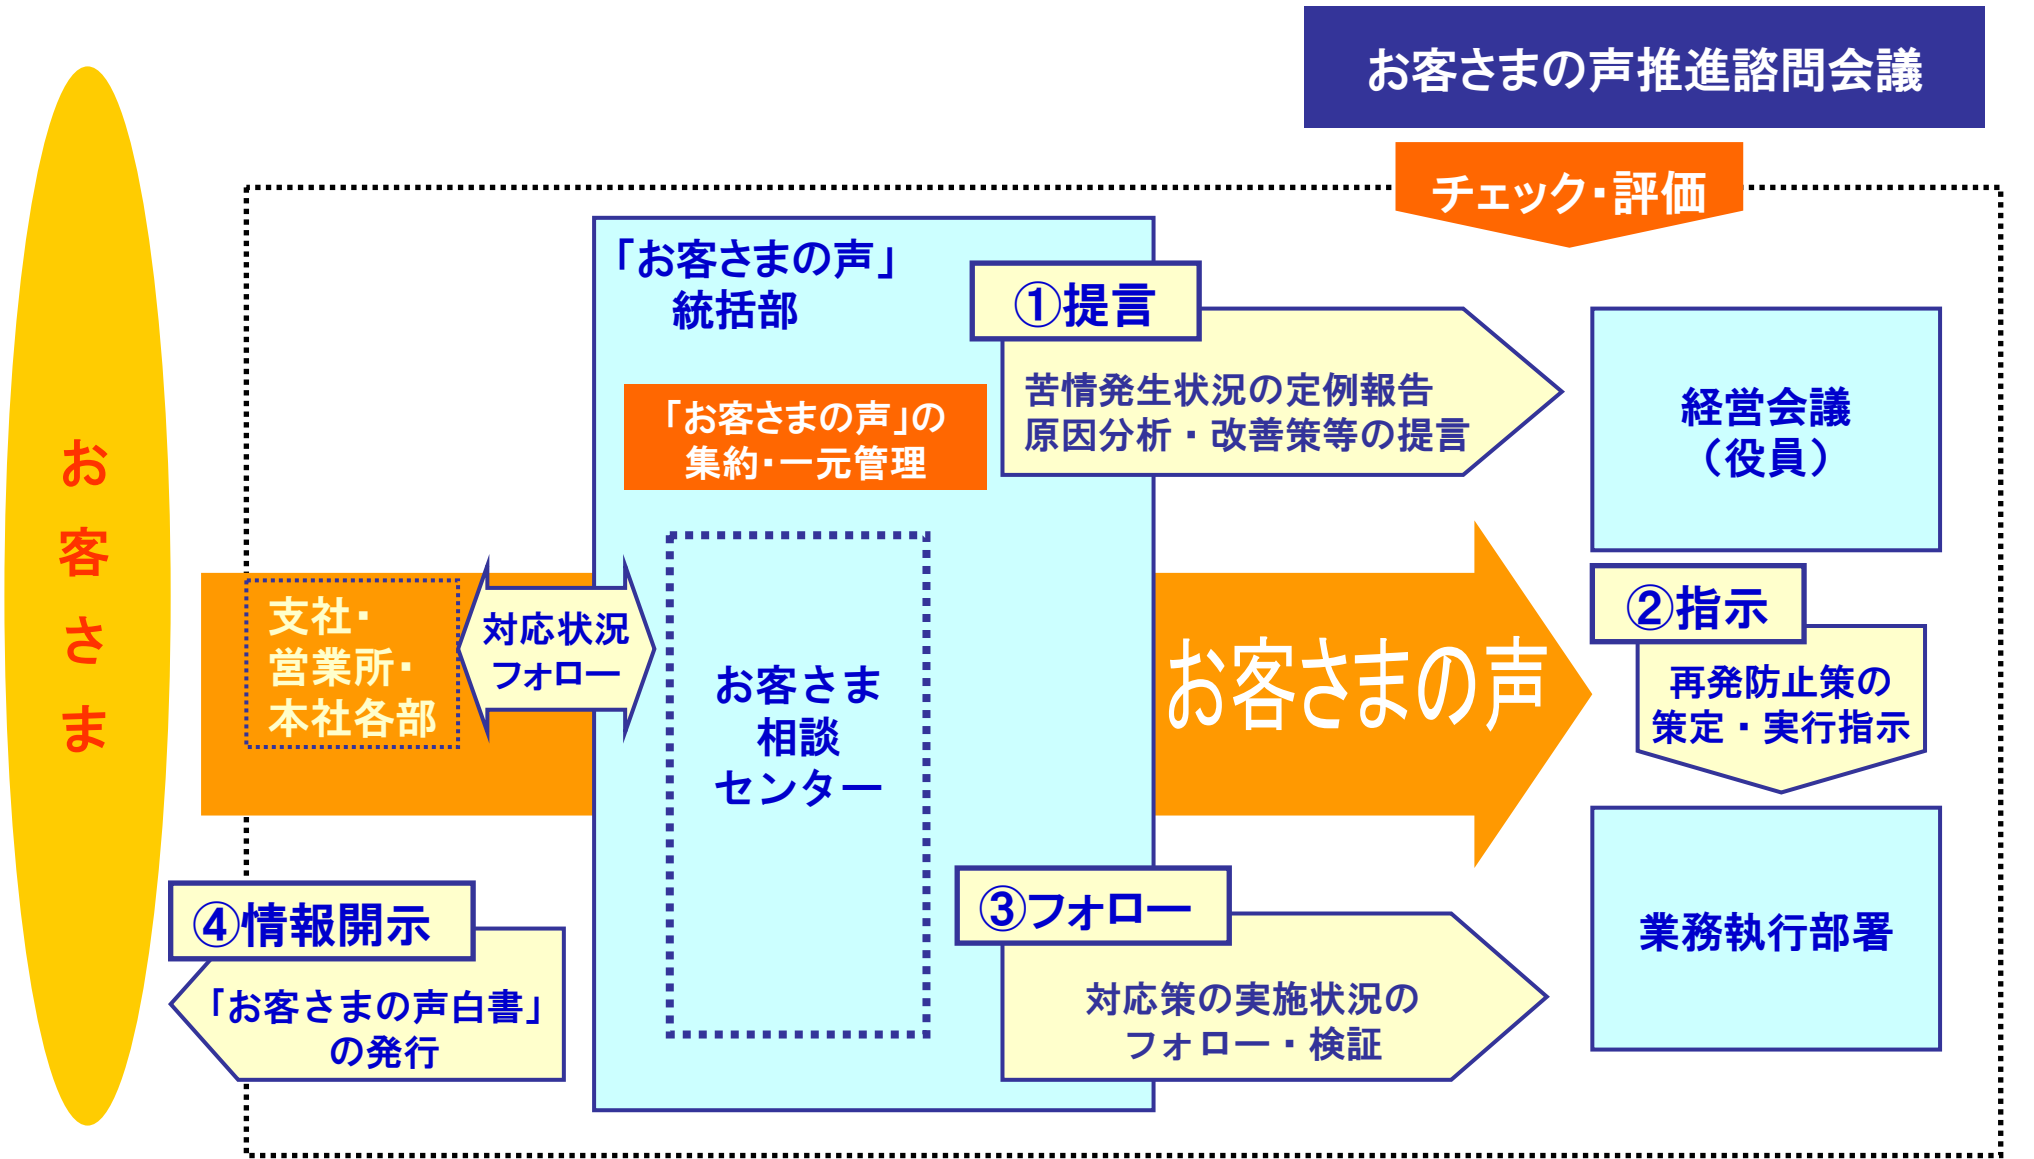 お客さまの声推進諮問会議
チェック・評価
お客さま
「お客さまの声」
統括部
「お客さまの声」の
集約・一元管理
①提言
苦情発生状況の定例報告
原因分析・改善策等の提言
経営会議
（役員）
支社・
営業所・
本社各部
対応状況
フォロー
お客さま
相談
センター
お客さまの声
②指示
再発防止策の
策定・実行指示
④情報開示
「お客さまの声白書」
の発行
③フォロー
対応策の実施状況の
フォロー・検証
業務執行部署